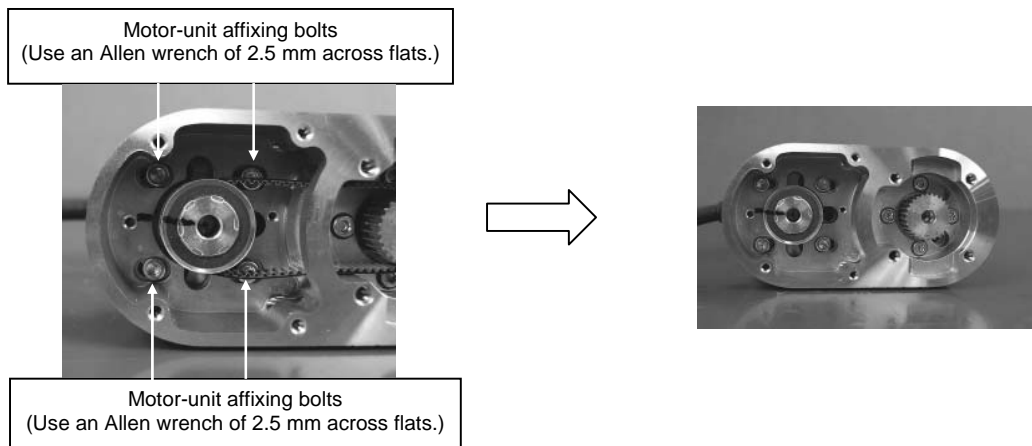 Motor-unit affixing bolts
(Use an Allen wrench of 2.5 mm across flats.)
Motor-unit affixing bolts
(Use an Allen wrench of 2.5 mm across flats.)